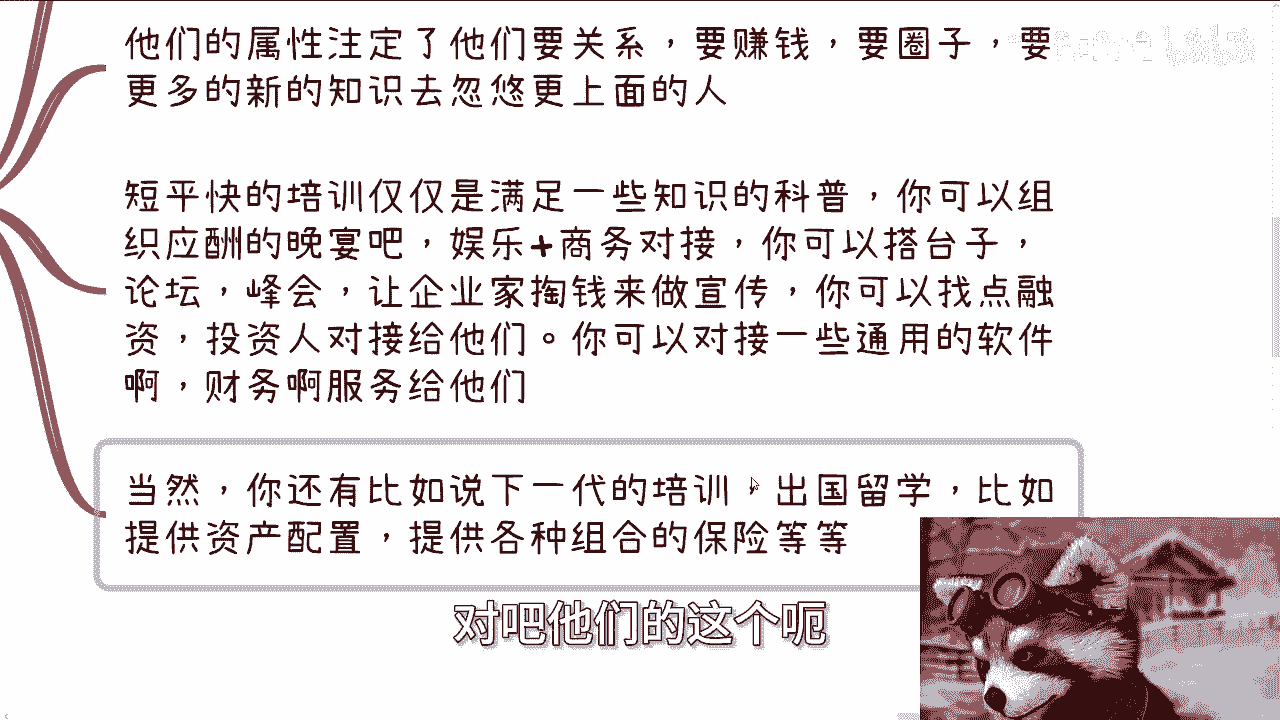 他们的属性注定了他们要关系，要赚钱，要圈子，要
更多的新的知识去忽悠更上面的人
短平快的培训仅仅是满足一些知识的科普，你可以组
织应酬的晚宴吧，娱乐+商务对接，你可以搭台子，
论坛，峰会，让企业家掏钱来做宣传，你可以找点融
资，投资人对接给他们。你可以对接一些通用的软件
啊，财务啊服务给他们
当然，你还有比如说下一代的培训，出国留学，比如
提供资产配置，提供各种组合的保险等等
对吧他们的这个呃